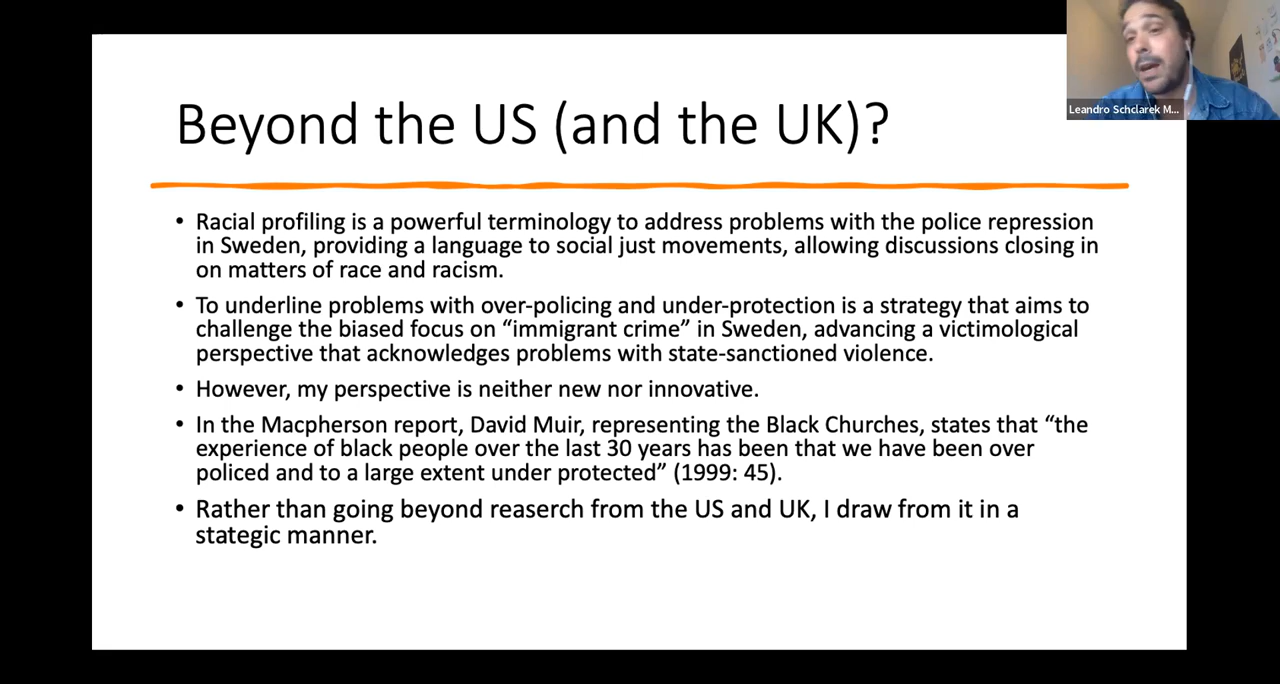 Beyond the US (and the UK)?
Leandro Schclarek M...
• Racial profiling is a powerful terminology to address problems with the police repression
in Sweden, providing a language to social just movements, allowing discussions closing in
on matters of race and racism.
• To underline problems with over-policing and under-protection is a strategy that aims to
challenge the biased focus on “immigrant crime” in Sweden, advancing a victimological
perspective that acknowledges problems with state-sanctioned violence.
• However, my perspective is neither new nor innovative.
• In the Macpherson report, David Muir, representing the Black Churches, states that “the
experience of black people over the last 30 years has been that we have been over
policed and to a large extent under protected” (1999: 45).
• Rather than going beyond reaserch from the US and UK, I draw from it in a
stategic manner.